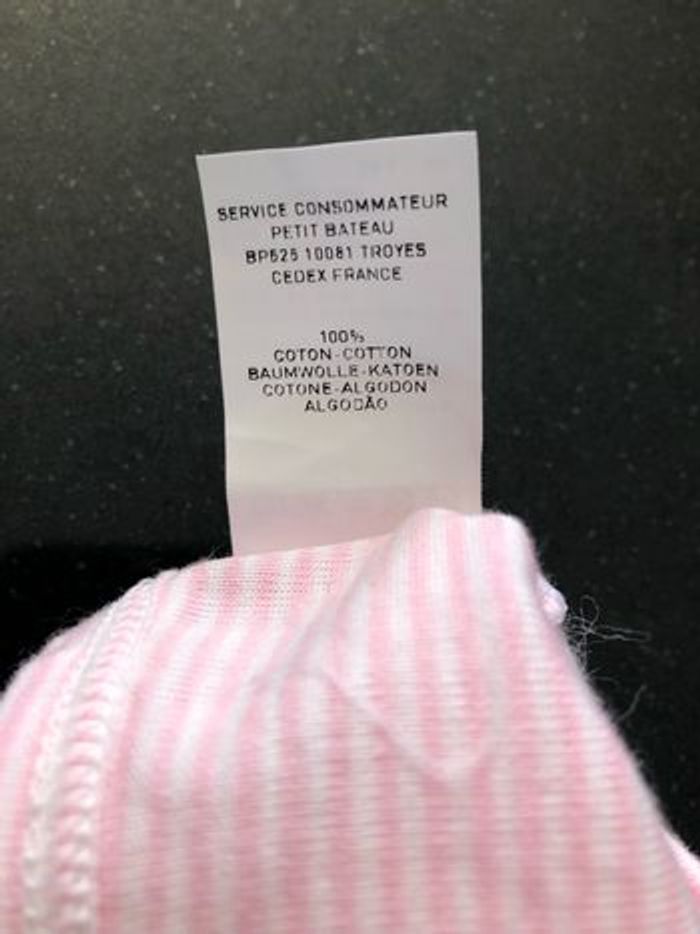 SERVICE CONSOMMATEUR
PETIT BATEAU
BP525 10081 TROYES
CEDEX FRANCE
100%
COTON-COTTON
BAUMWOLLE-KATOEN
COTONE-ALGODON
ALGODÃO